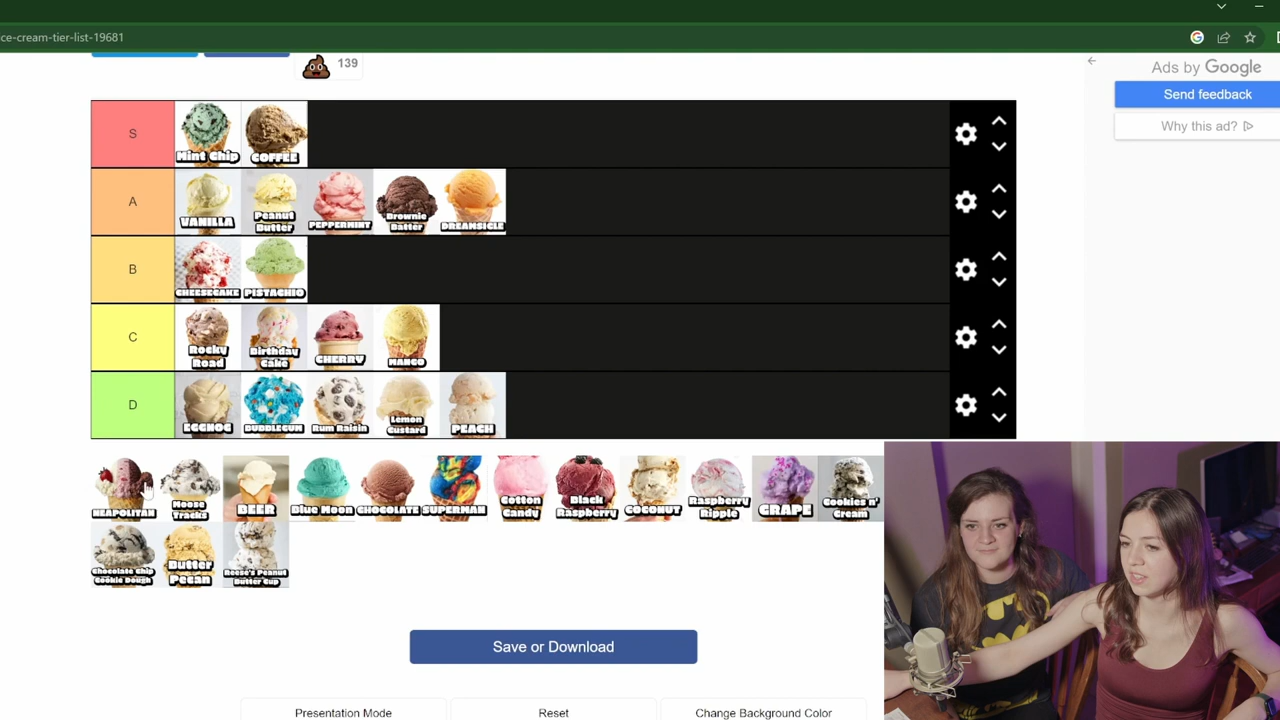 ce-cream-tier-list-19681
139
Ads by Google
Send feedback
Why this ad?
S
Mint Chip
COFFEE
A
VANILLA
Peanut
Butter
PEPPERMINT
Brownie
Batter
DREAMSICLE
B
CHEESECAKE
PISTACHIO
C
Rocky
Road
Birthday
Cake
CHERRY
MANGO
D
EGGNOG
BUBBLEGUM
Rum Raisin
Lemon
Custard
PEACH
NEAPOLITAN
Moose
Tracks
BEER
Blue Moon
CHOCOLATE
SUPERMAN
Cotton
Candy
Black
Raspberry
COCONUT
Raspberry
Ripple
GRAPE
Cookies n'
Cream
Chocolate Chip
Cookie Dough
Butter
Pecan
Reese's Peanut
Butter Cup
Save or Download
Presentation Mode
Reset
Change Background Color